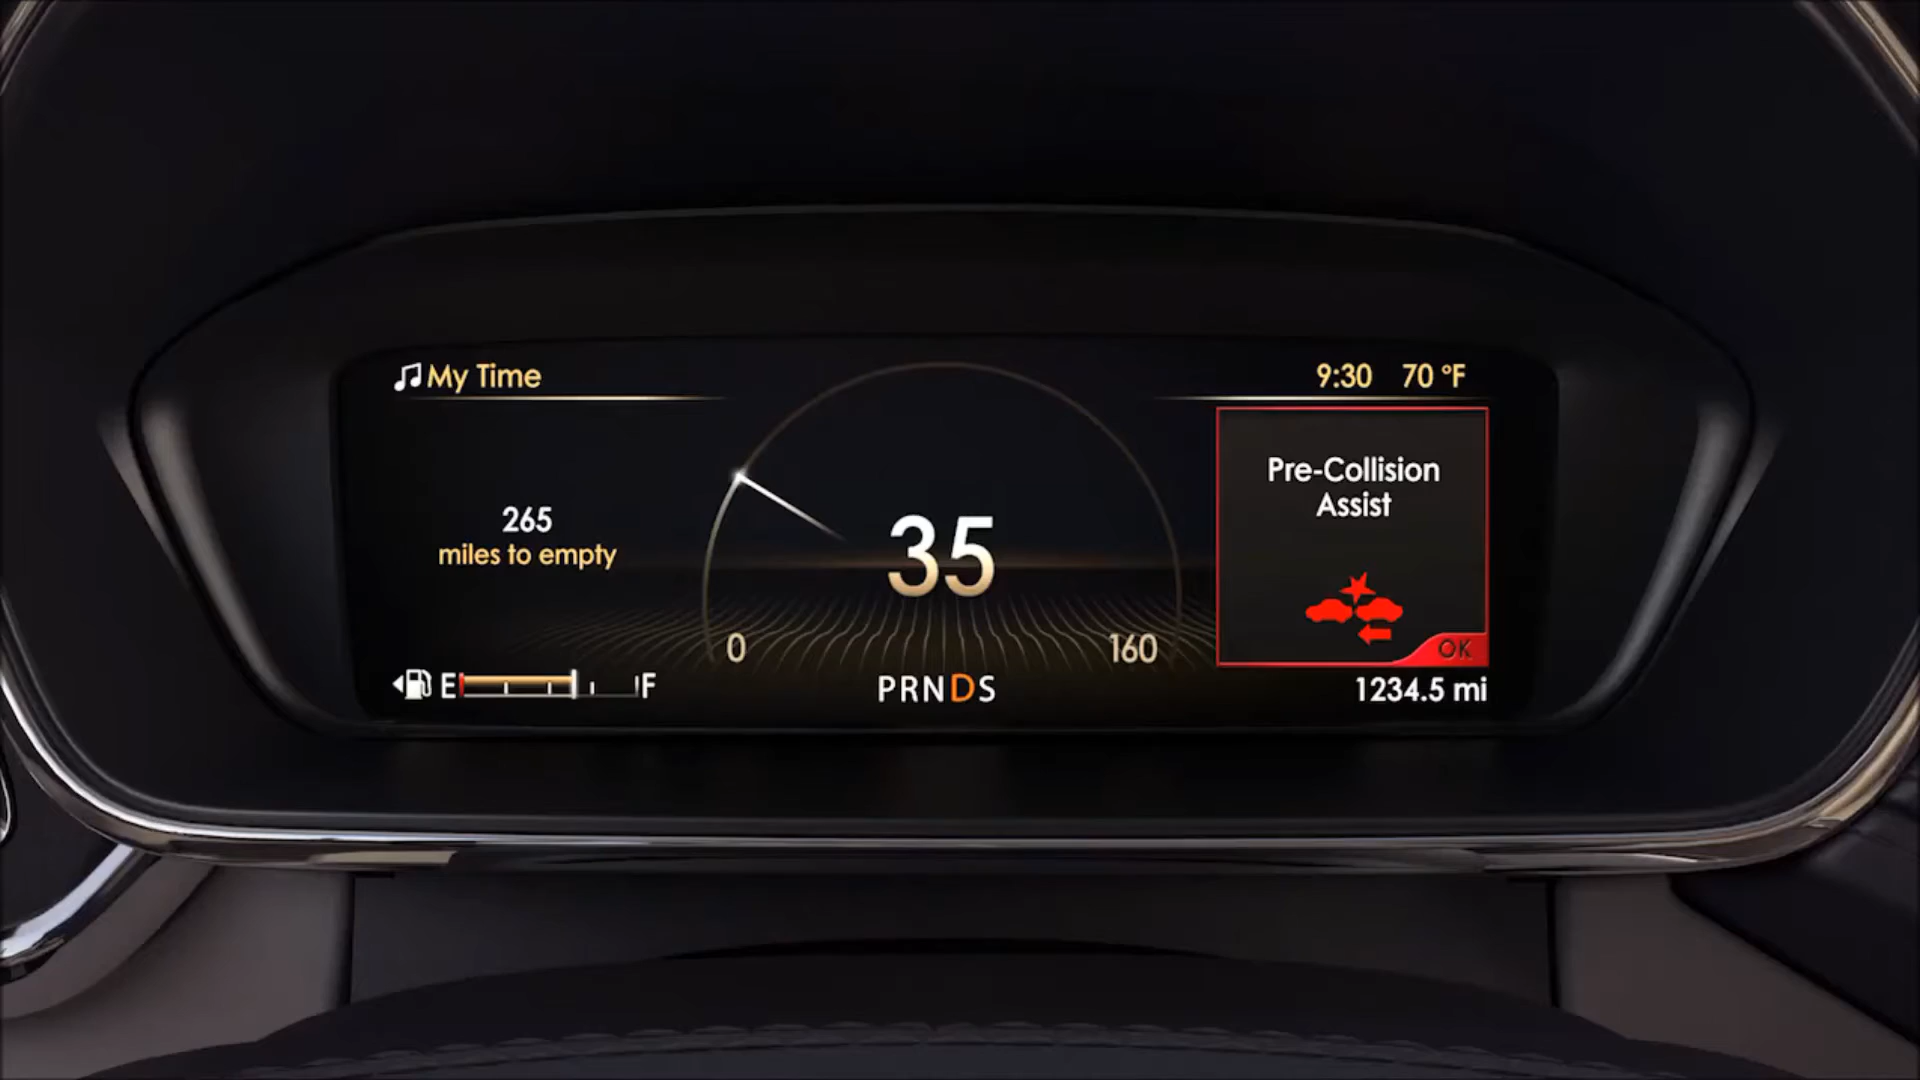 My Time
9:30 70 °F
265
miles to empty
35
0
160
Pre-Collision
Assist
OK
E F
PRNDS
1234.5 mi